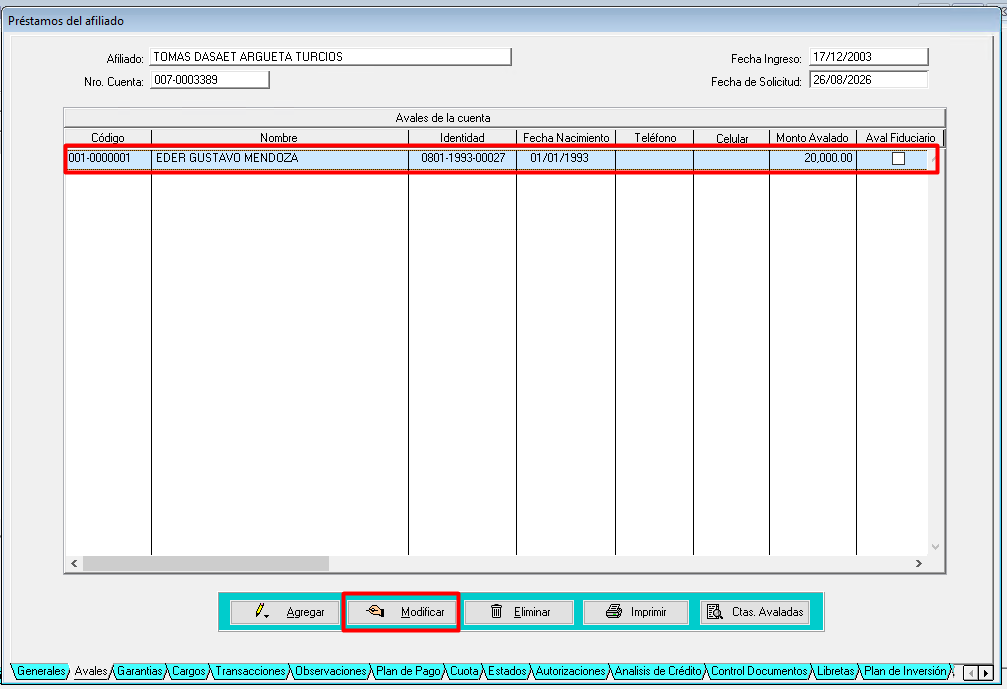 Préstamos del afiliado
Afiliado: TOMAS DASAET ARGUETA TURCIOS Fecha Ingreso: 17/12/2003
Nro. Cuenta: 007-0003389 Fecha de Solicitud: 26/08/2026
Avales de la cuenta
Código Nombre Identidad Fecha Nacimiento Teléfono Celular Monto Avalado Aval Fiduciario
001-0000001 EDER GUSTAVO MENDOZA 0801-1993-00027 01/01/1993 20,000.00
Agregar Modificar Eliminar Imprimir Ctas. Avaladas
Generales Avales Garantias Cargos Transacciones Observaciones Plan de Pago Cuota Estados Autorizaciones Analisis de Crédito Control Documentos Libretas Plan de Inversión